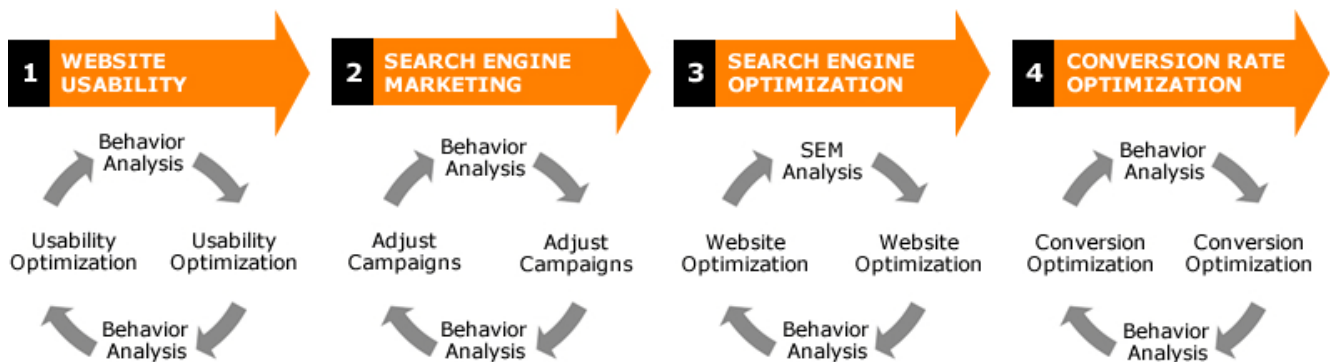 1 WEBSITE
USABILITY
Behavior
Analysis
Usability
Optimization
Usability
Optimization
Behavior
Analysis
2 SEARCH ENGINE
MARKETING
Behavior
Analysis
Adjust
Campaigns
Adjust
Campaigns
Behavior
Analysis
3 SEARCH ENGINE
OPTIMIZATION
SEM
Analysis
Website
Optimization
Website
Optimization
Behavior
Analysis
4 CONVERSION RATE
OPTIMIZATION
Behavior
Analysis
Conversion
Optimization
Conversion
Optimization
Behavior
Analysis